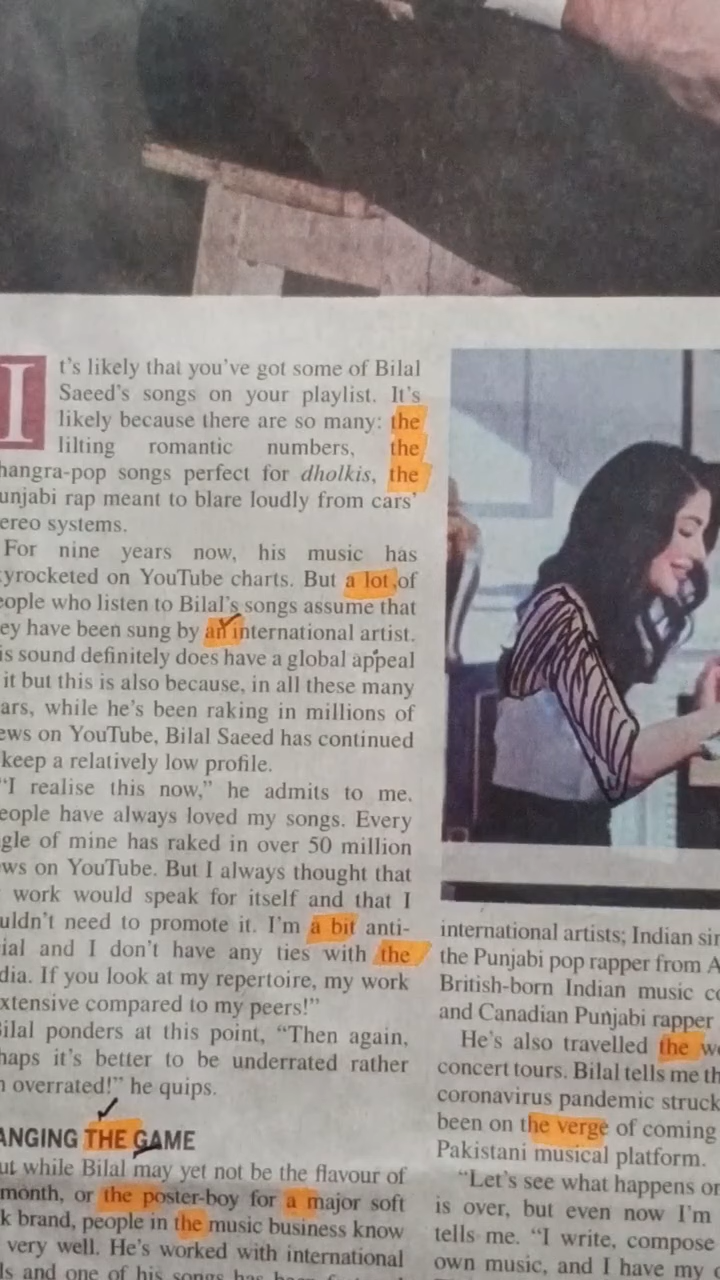 It's likely that you've got some of Bilal
Saeed's songs on your playlist. It's
likely because there are so many: the
lilting romantic numbers, the
hangra-pop songs perfect for dholkis, the
unjabi rap meant to blare loudly from cars'
ereo systems.
For nine years now, his music has
yrocketed on YouTube charts. But a lot of
eople who listen to Bilal's songs assume that
ey have been sung by an international artist.
is sound definitely does have a global appeal
it but this is also because, in all these many
ars, while he's been raking in millions of
ews on YouTube, Bilal Saeed has continued
keep a relatively low profile.
"I realise this now," he admits to me.
eople have always loved my songs. Every
gle of mine has raked in over 50 million
ws on YouTube. But I always thought that
work would speak for itself and that I
uldn't need to promote it. I'm a bit anti-
ial and I don't have any ties with the
dia. If you look at my repertoire, my work
xtensive compared to my peers!"
ilal ponders at this point, "Then again,
haps it's better to be underrated rather
n overrated!" he quips.
ANGING THE GAME
ut while Bilal may yet not be the flavour of
month, or the poster-boy for a major soft
k brand, people in the music business know
very well. He's worked with international
ls and one of his songs has
international artists; Indian sin
the Punjabi pop rapper from A
British-born Indian music co
and Canadian Punjabi rapper
He's also travelled the wo
concert tours. Bilal tells me th
coronavirus pandemic struck
been on the verge of coming
Pakistani musical platform.
"Let's see what happens on
is over, but even now I'm
tells me. "I write, compose
own music, and I have my